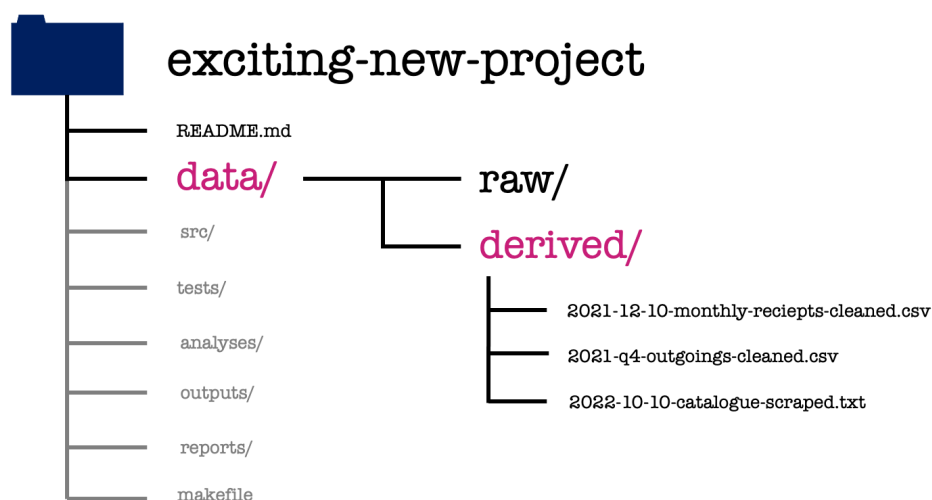 exciting-new-project
README.md
data/
raw/
src/
derived/
tests/
2021-12-10-monthly-reciepts-cleaned.csv
analyses/
2021-q4-outgoings-cleaned.csv
outputs/
2022-10-10-catalogue-scraped.txt
reports/
makefile